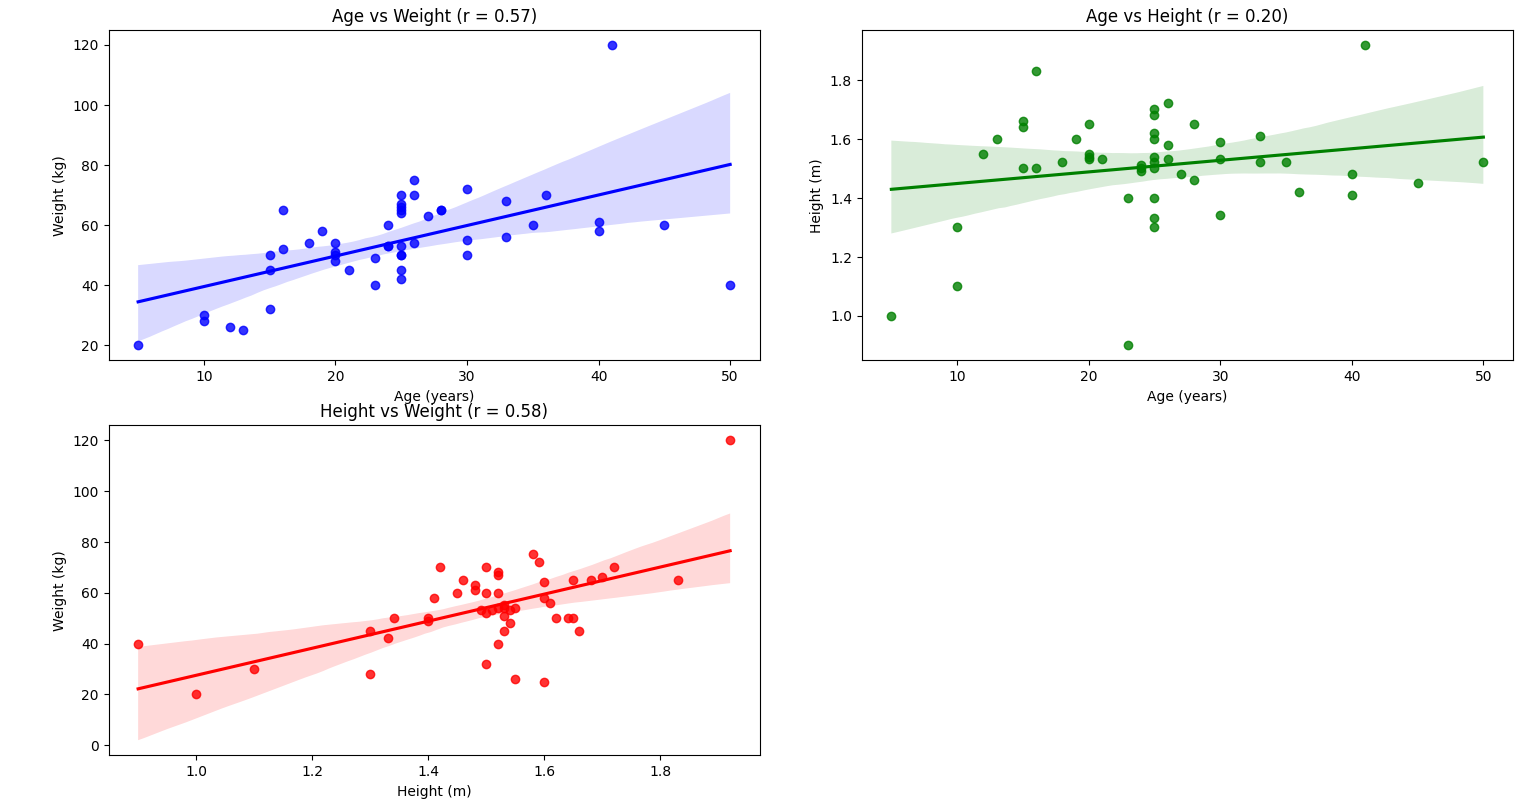 Age vs Weight (r = 0.57)
120
100
80
60
40
20
Weight (kg)
10 20 30 40 50
Age (years)
Age vs Height (r = 0.20)
1.8
1.6
1.4
1.2
1.0
Height (m)
10 20 30 40 50
Age (years)
Height vs Weight (r = 0.58)
120
100
80
60
40
20
0
Weight (kg)
1.0 1.2 1.4 1.6 1.8
Height (m)